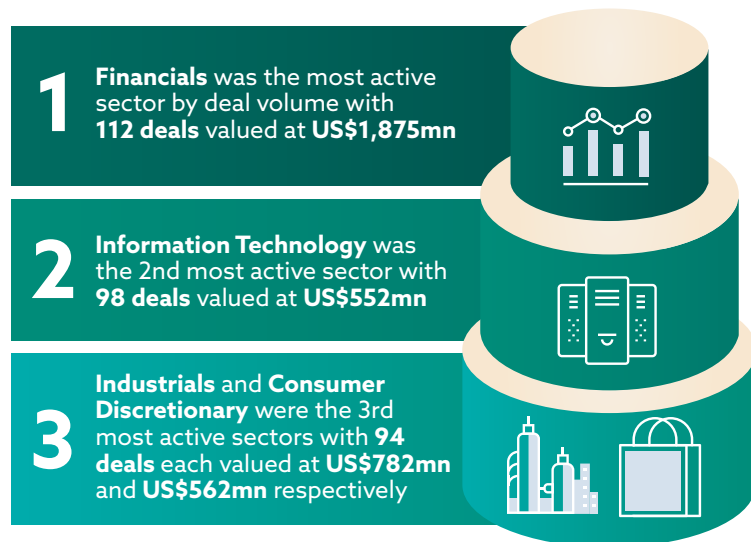 1
Financials was the most active
sector by deal volume with
112 deals valued at US$1,875mn
2
Information Technology was
the 2nd most active sector with
98 deals valued at US$552mn
3
Industrials and Consumer
Discretionary were the 3rd
most active sectors with 94
deals each valued at US$782mn
and US$562mn respectively